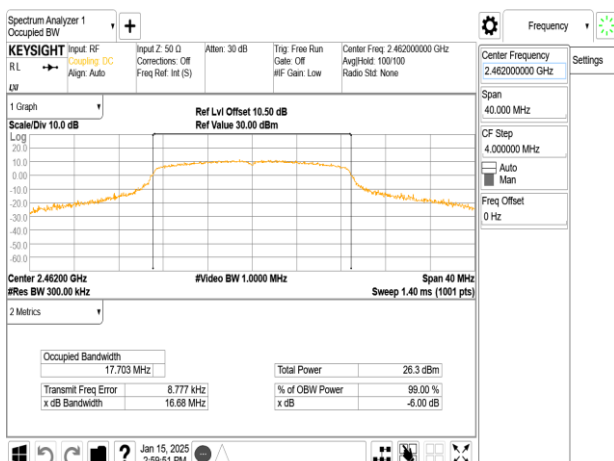 Spectrum Analyzer 1
Occupied BW
Frequency
KEYSIGHT
RL
Input: RF
Coupling: DC
Align: Auto
Input Z: 50 Ω
Corrections: Off
Freq Ref: Int (S)
Atten: 30 dB
Trig: Free Run
Gate: Off
#IF Gain: Low
Center Freq: 2.462000000 GHz
Avg|Hold: 100/100
Radio Std: None
Center Frequency
2.462000000 GHz
Settings
Span
40.000 MHz
CF Step
4.000000 MHz
Auto
Man
Freq Offset
0 Hz
1 Graph
Scale/Div 10.0 dB
Ref Lvl Offset 10.50 dB
Ref Value 30.00 dBm
Log
20.0
10.0
0.00
-10.0
-20.0
-30.0
-40.0
-50.0
-60.0
Center 2.46200 GHz
#Video BW 1.0000 MHz
Span 40 MHz
#Res BW 300.00 kHz
Sweep 1.40 ms (1001 pts)
2 Metrics
Occupied Bandwidth
17.703 MHz
Total Power 26.3 dBm
Transmit Freq Error 8.777 kHz
% of OBW Power 99.00 %
x dB Bandwidth 16.68 MHz
x dB -6.00 dB
?
Jan 15, 2025
2:59:51 PM